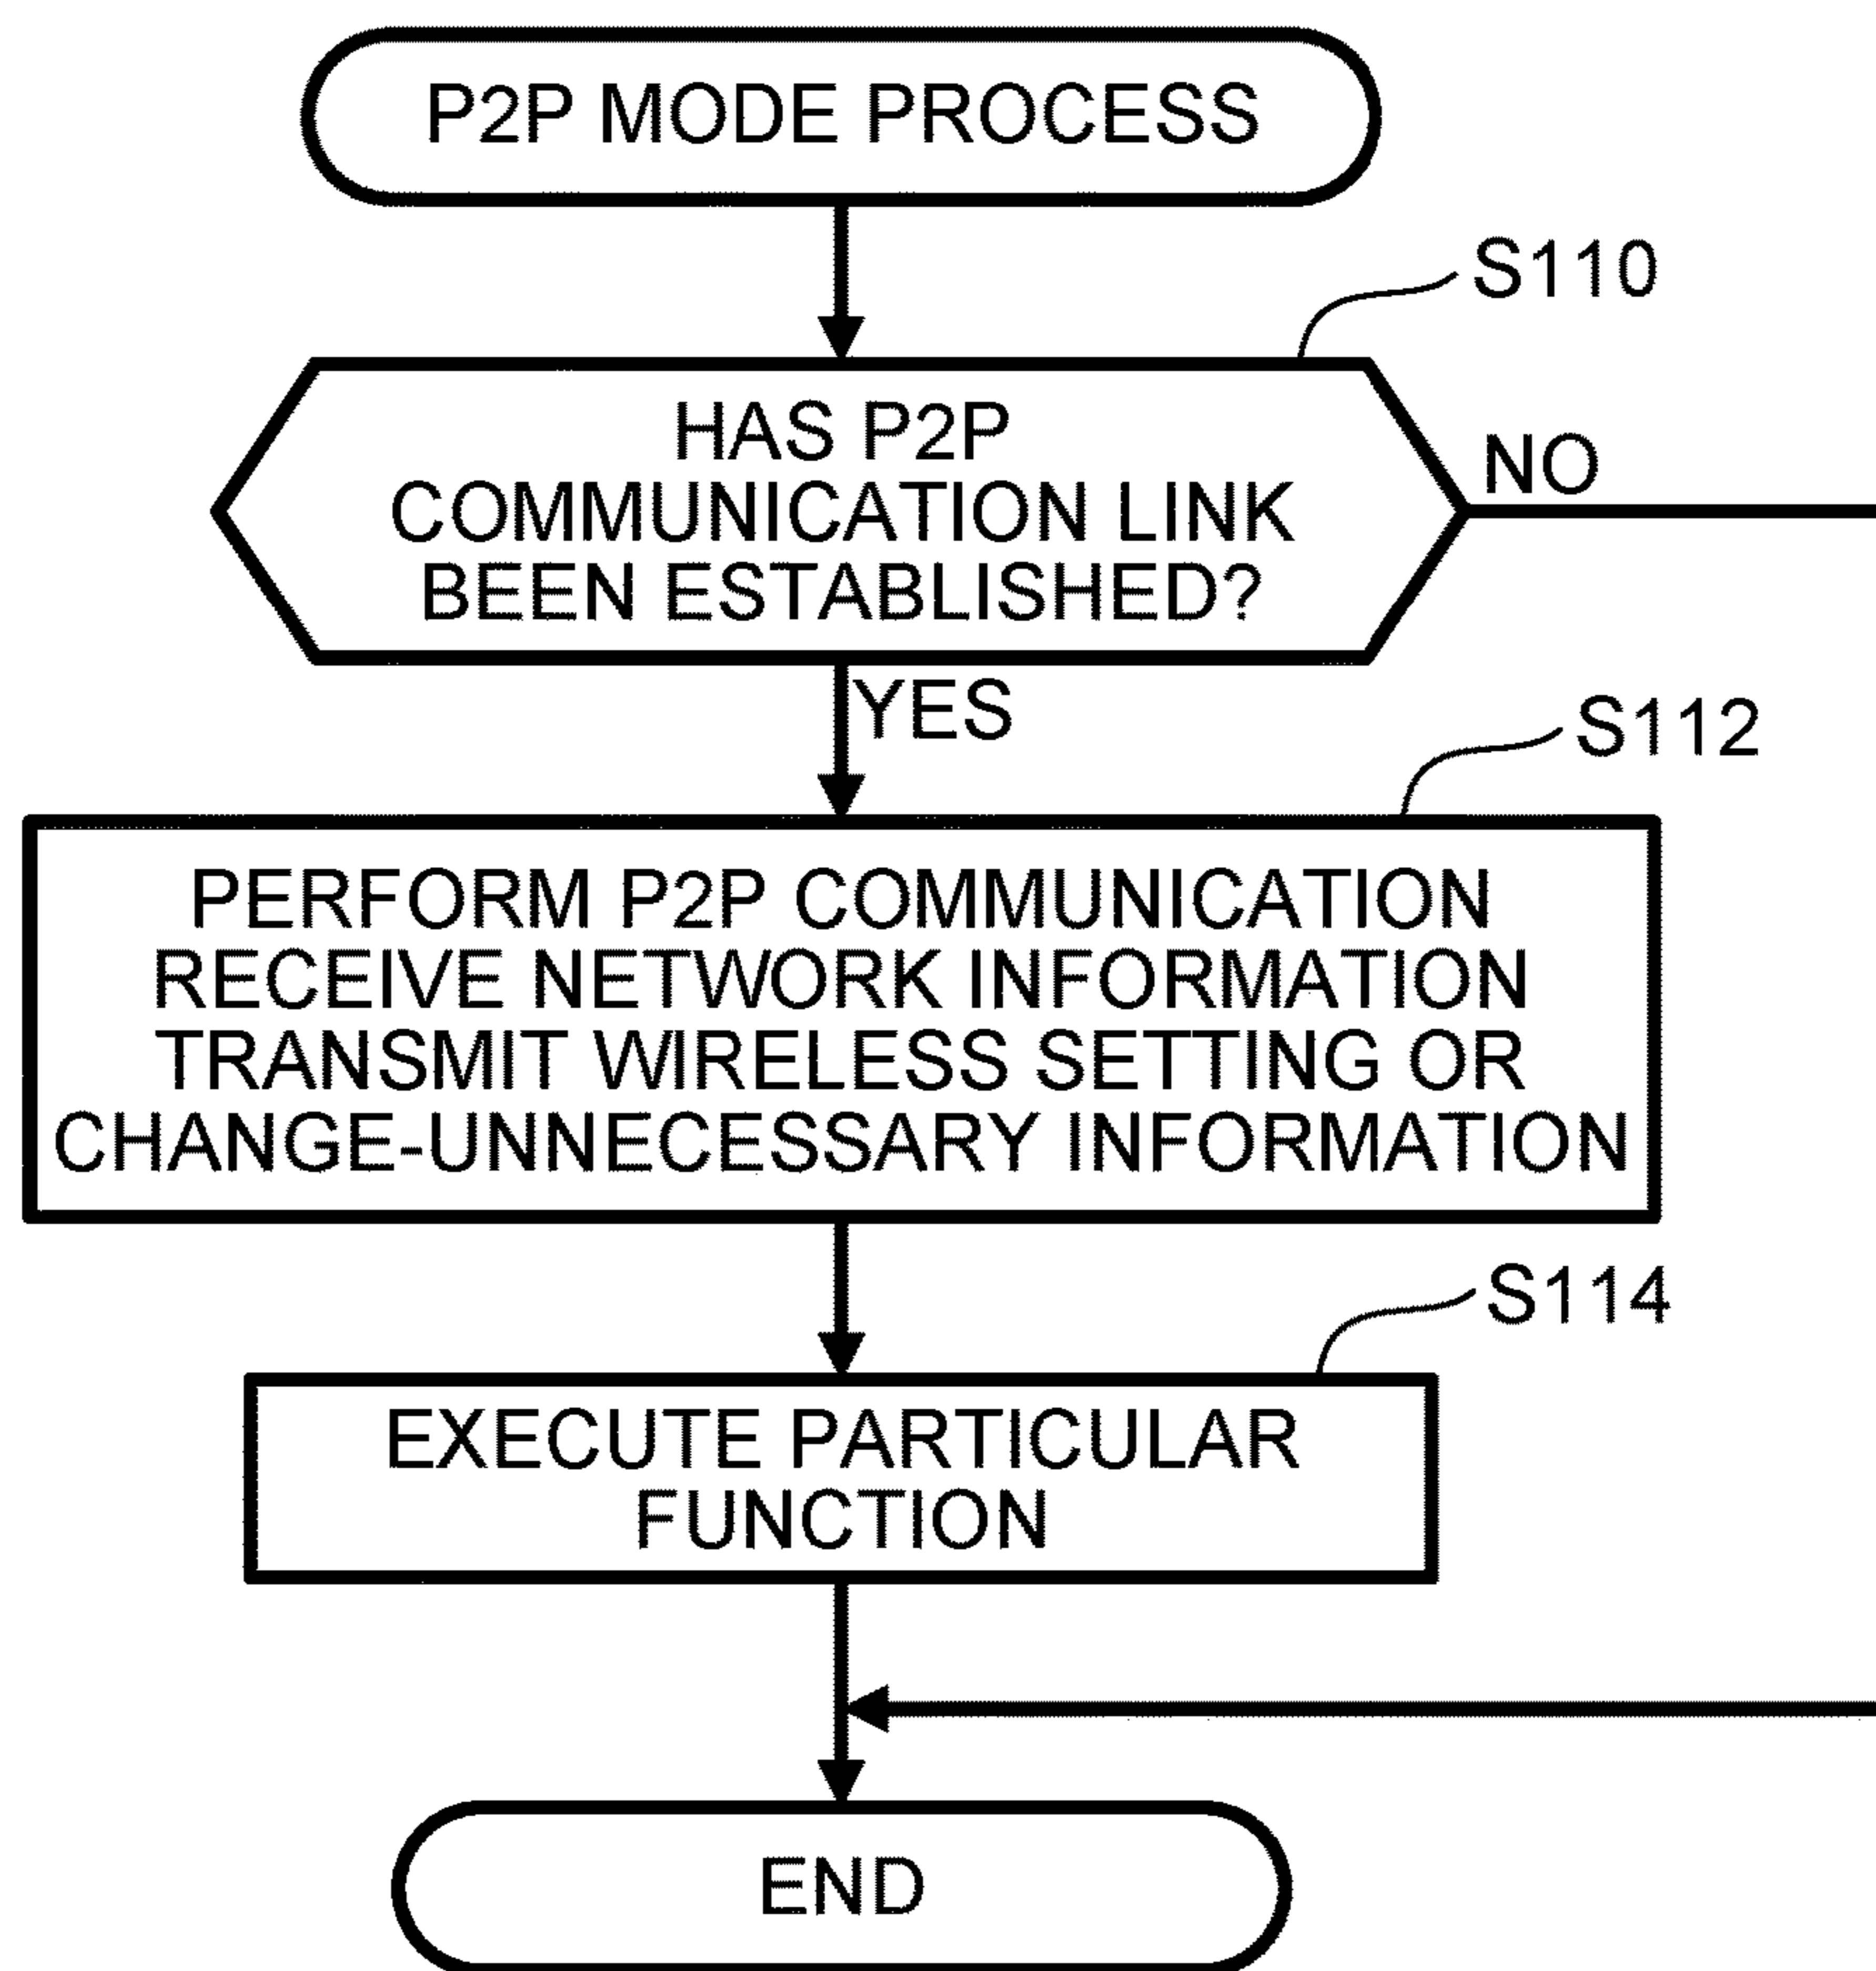 P2P MODE PROCESS
S110
HAS P2P
COMMUNICATION LINK
BEEN ESTABLISHED?
NO
YES
S112
PERFORM P2P COMMUNICATION
RECEIVE NETWORK INFORMATION
TRANSMIT WIRELESS SETTING OR
CHANGE-UNNECESSARY INFORMATION
S114
EXECUTE PARTICULAR
FUNCTION
END